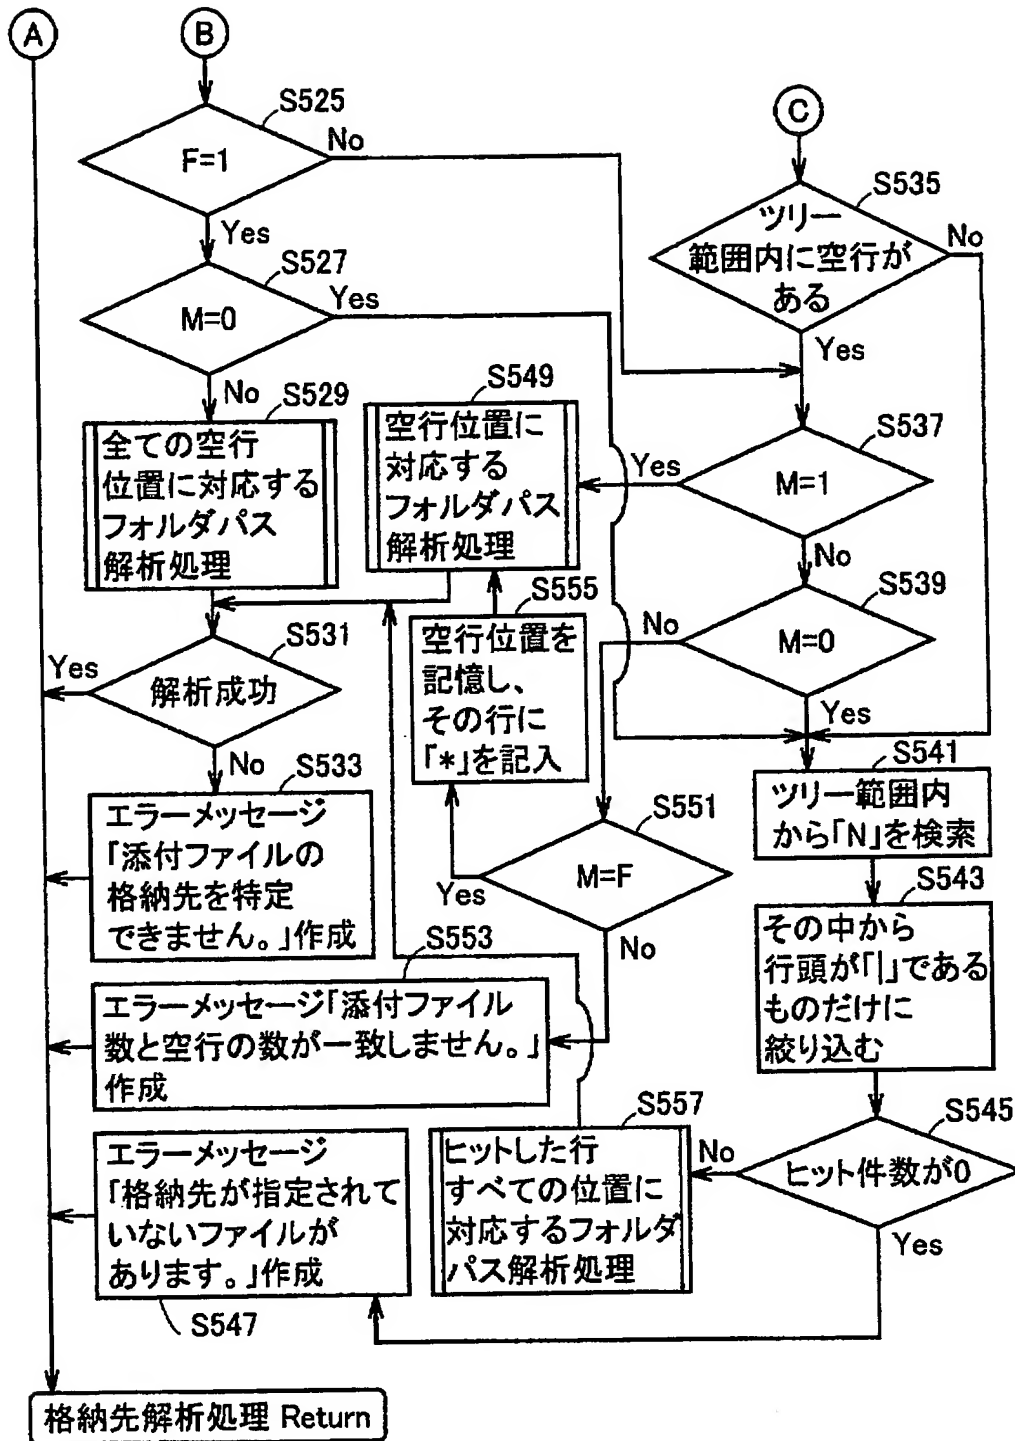 A
B
S525
F=1
No
Yes
S527
M=0
Yes
No
S529
全ての空行
位置に対応する
フォルダパス
解析処理
S531
解析成功
Yes
No
S533
エラーメッセージ
「添付ファイルの
格納先を特定
できません。」作成
S549
空行位置に
対応する
フォルダパス
解析処理
S555
空行位置を
記憶し、
その行に
「*」を記入
C
S535
ツリー
範囲内に空行が
ある
No
Yes
S537
M=1
Yes
No
S539
M=0
No
Yes
S541
ツリー範囲内
から「N」を検索
S543
その中から
行頭が「|」である
ものだけに
絞り込む
S545
ヒット件数が0
No
Yes
S551
M=F
Yes
No
S553
エラーメッセージ「添付ファイル
数と空行の数が一致しません。」
作成
S557
ヒットした行
すべての位置に
対応するフォルダ
パス解析処理
エラーメッセージ
「格納先が指定されて
いないファイルが
あります。」作成
S547
格納先解析処理 Return